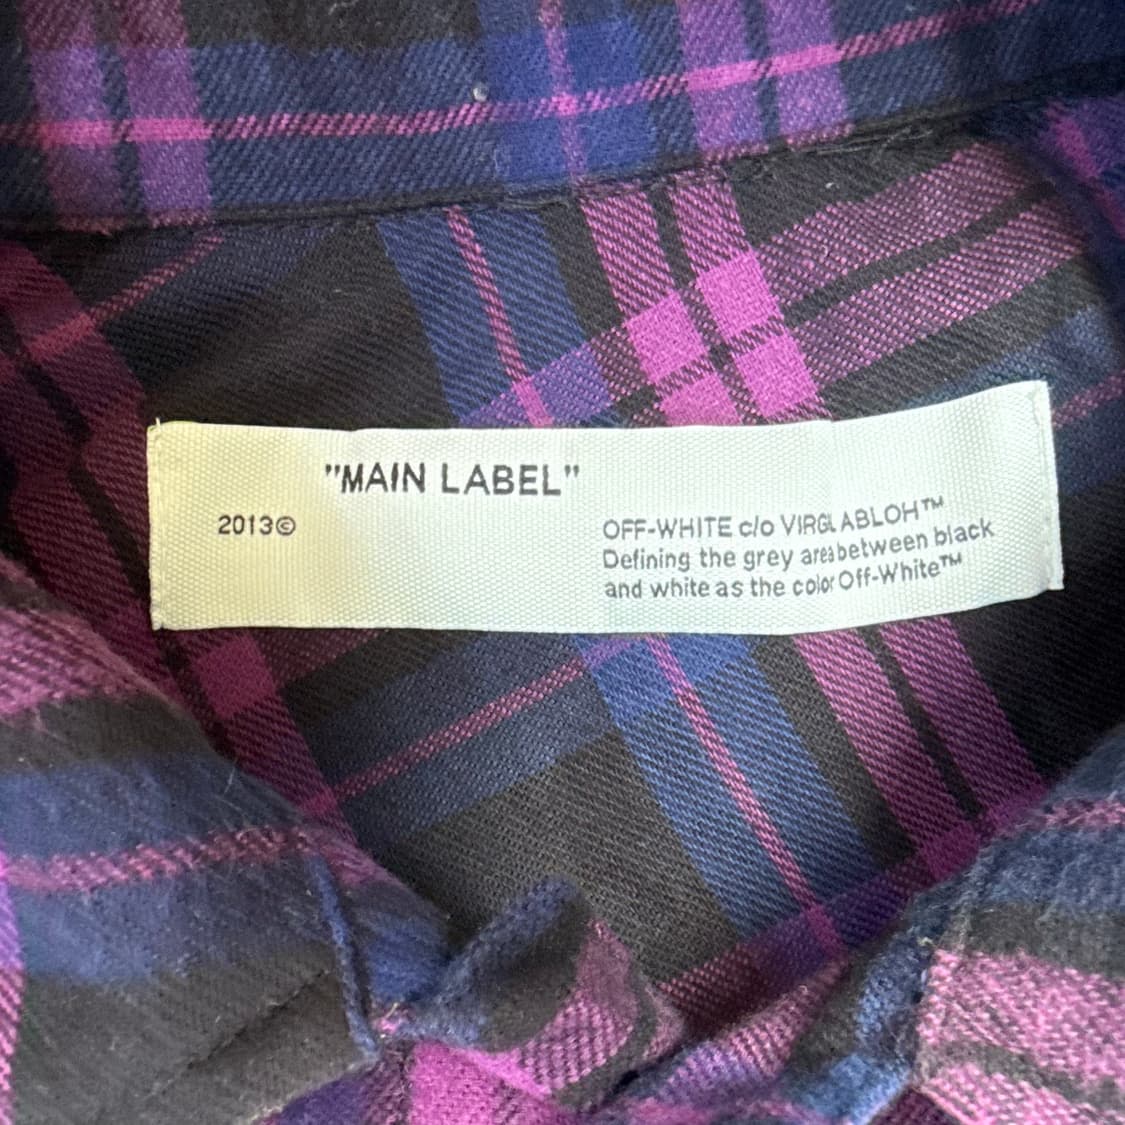 "MAIN LABEL"
2013©
OFF-WHITE c/o VIRGIL ABLOH™
Defining the grey area between black
and white as the color Off-White™